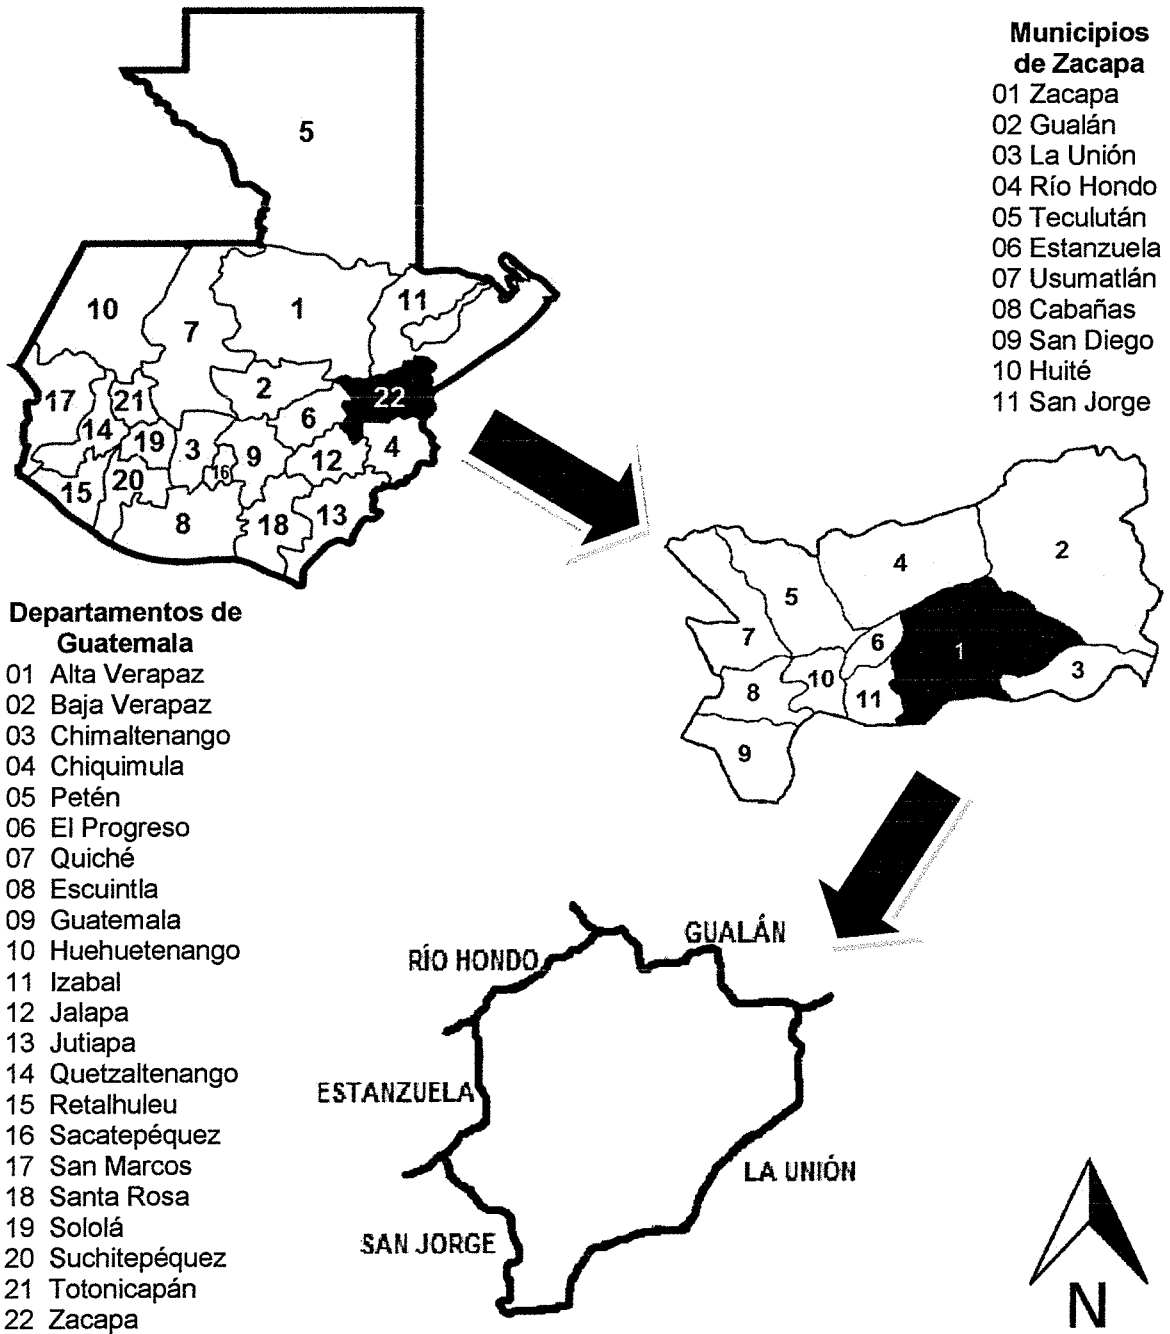 Municipios
de Zacapa
01 Zacapa
02 Gualán
03 La Unión
04 Río Hondo
05 Teculután
06 Estanzuela
07 Usumatlán
08 Cabañas
09 San Diego
10 Huité
11 San Jorge
5
10
7
1
11
17
21
2
22
14
19
3
16
9
6
12
4
15
20
8
18
13
Departamentos de
Guatemala
01 Alta Verapaz
02 Baja Verapaz
03 Chimaltenango
04 Chiquimula
05 Petén
06 El Progreso
07 Quiché
08 Escuintla
09 Guatemala
10 Huehuetenango
11 Izabal
12 Jalapa
13 Jutiapa
14 Quetzaltenango
15 Retalhuleu
16 Sacatepéquez
17 San Marcos
18 Santa Rosa
19 Sololá
20 Suchitepéquez
21 Totonicapán
22 Zacapa
2
4
5
7
6
1
3
8
10
11
9
GUALÁN
RÍO HONDO
ESTANZUELA
LA UNIÓN
SAN JORGE
N